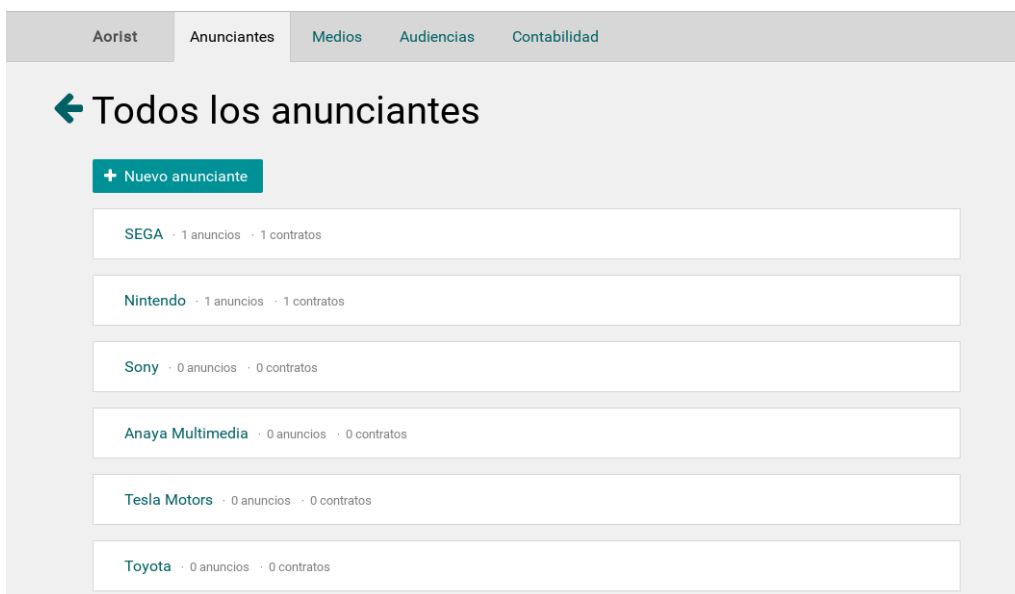 Aorist Anunciantes Medios Audiencias Contabilidad
Todos los anunciantes
Nuevo anunciante
SEGA · 1 anuncios · 1 contratos
Nintendo · 1 anuncios · 1 contratos
Sony · 0 anuncios · 0 contratos
Anaya Multimedia · 0 anuncios · 0 contratos
Tesla Motors · 0 anuncios · 0 contratos
Toyota · 0 anuncios · 0 contratos